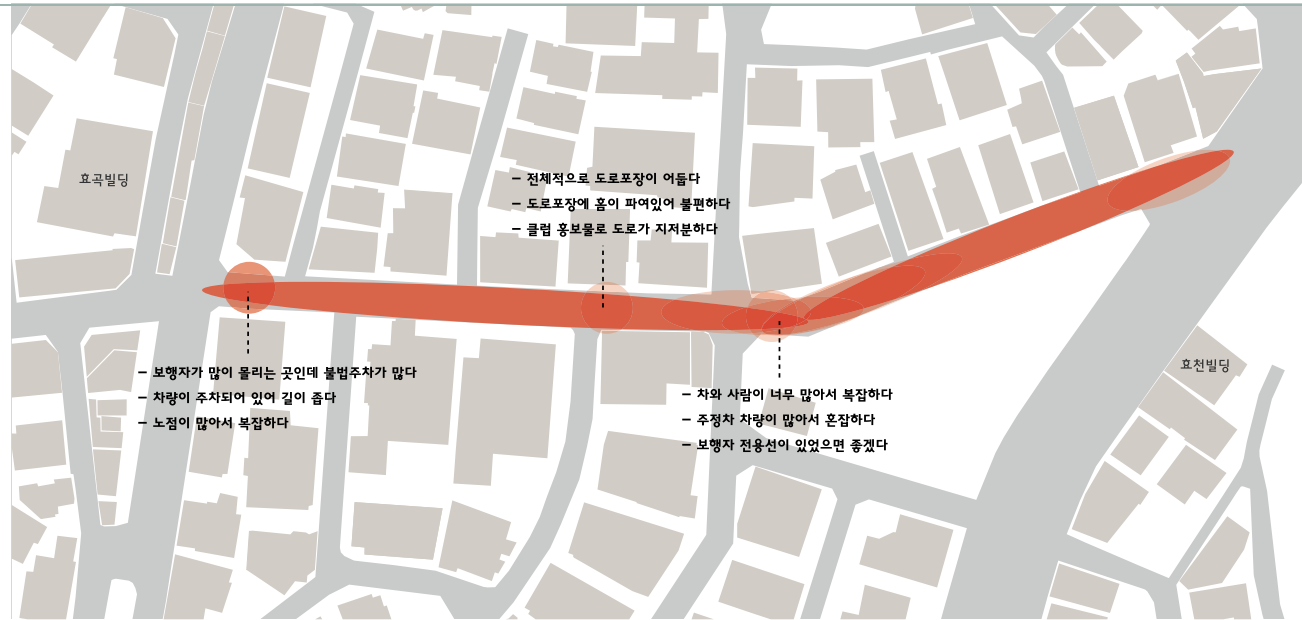 효곡빌딩
– 전체적으로 도로포장이 어둡다
– 도로포장에 홈이 파여있어 불편하다
– 클럽 홍보물로 도로가 지저분하다
– 보행자가 많이 몰리는 곳인데 불법주차가 많다
– 차량이 주차되어 있어 길이 좁다
– 노점이 많아서 복잡하다
– 차와 사람이 너무 많아서 복잡하다
– 주정차 차량이 많아서 혼잡하다
– 보행자 전용선이 있었으면 좋겠다
효천빌딩